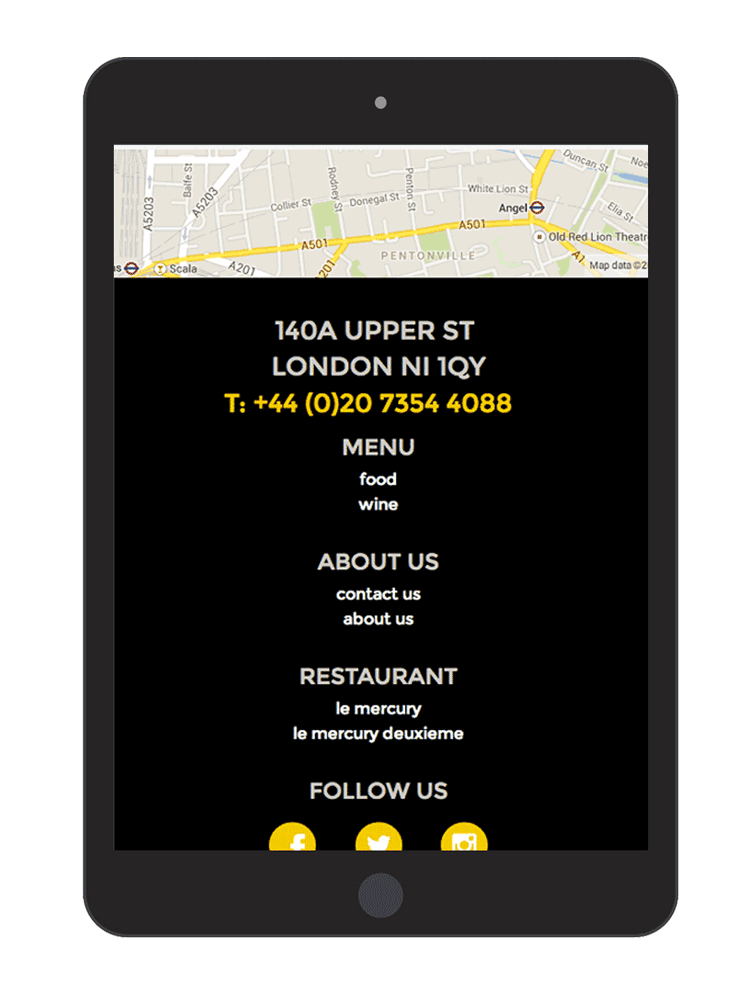 Duncan St
Noe
Balfe St
A5203
A5203
Rodney St
Penton St
White Lion St
Collier St
Donegal St
Angel
Elia St
A501
A501
Old Red Lion Theatr
PENTONVILLE
A1
Map data ©2
as
Scala
A201
A201
140A UPPER ST
LONDON NI 1QY
T: +44 (0)20 7354 4088
MENU
food
wine
ABOUT US
contact us
about us
RESTAURANT
le mercury
le mercury deuxieme
FOLLOW US